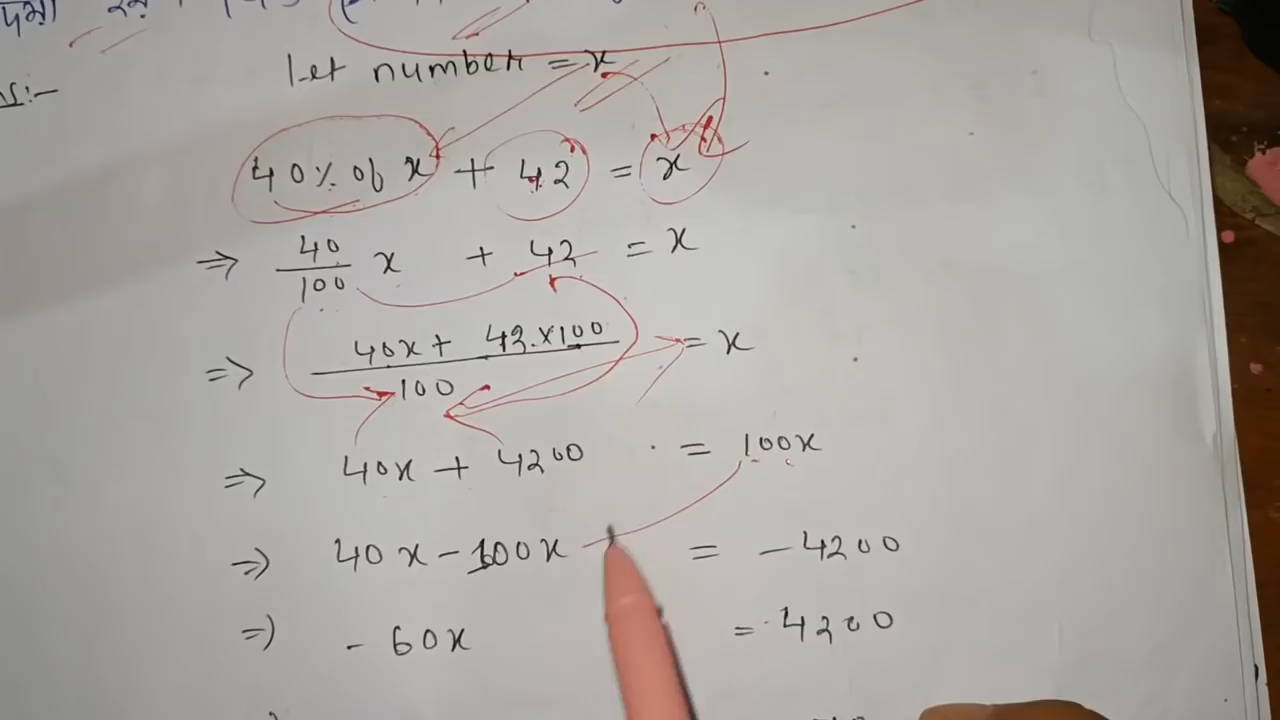 Let number = x
40% of x + 42 = x
⇒ 40/100 x + 42 = x
⇒ (40x + 42×100)/100 = x
⇒ 40x + 4200 = 100x
⇒ 40x - 100x = -4200
⇒ -60x = 4200